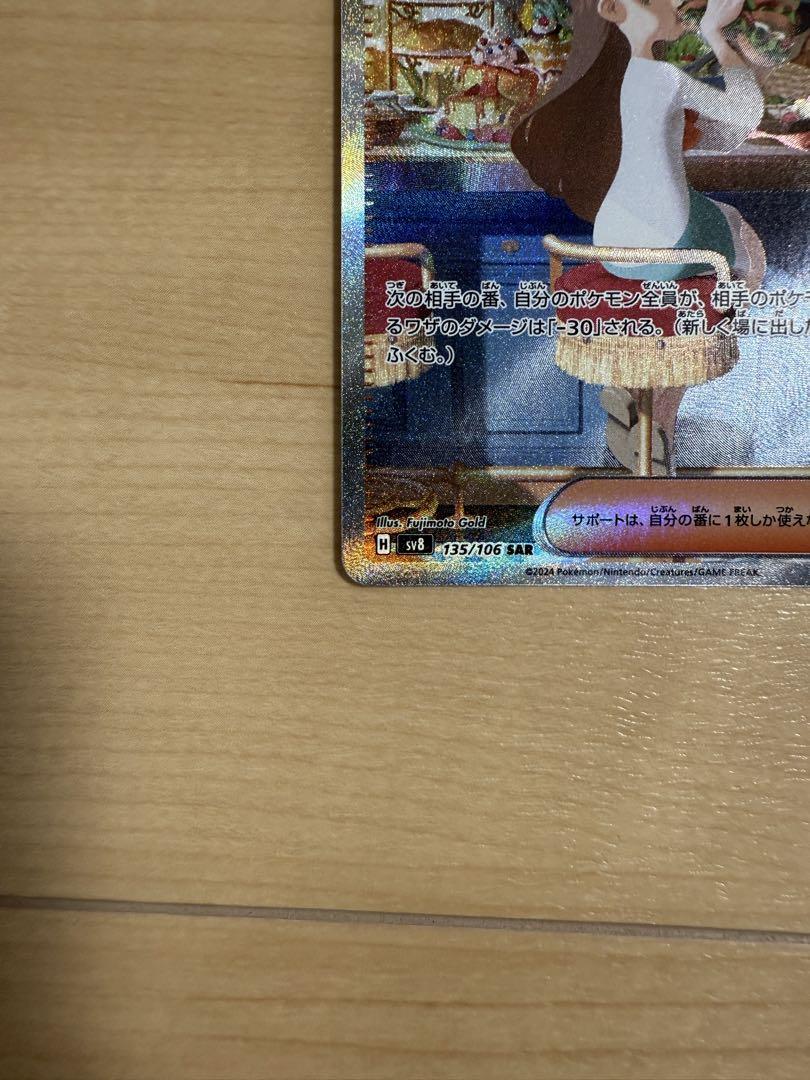 次の相手の番、自分のポケモン全員が、相手のポケモ
るワザのダメージは「-30」される。（新しく場に出した
ふくむ。）
Illus. Fujimoto Gold
サポートは、自分の番に1枚しか使えな
H sv8 135/106 SAR
©2024 Pokémon/Nintendo/Creatures/GAME FREAK.